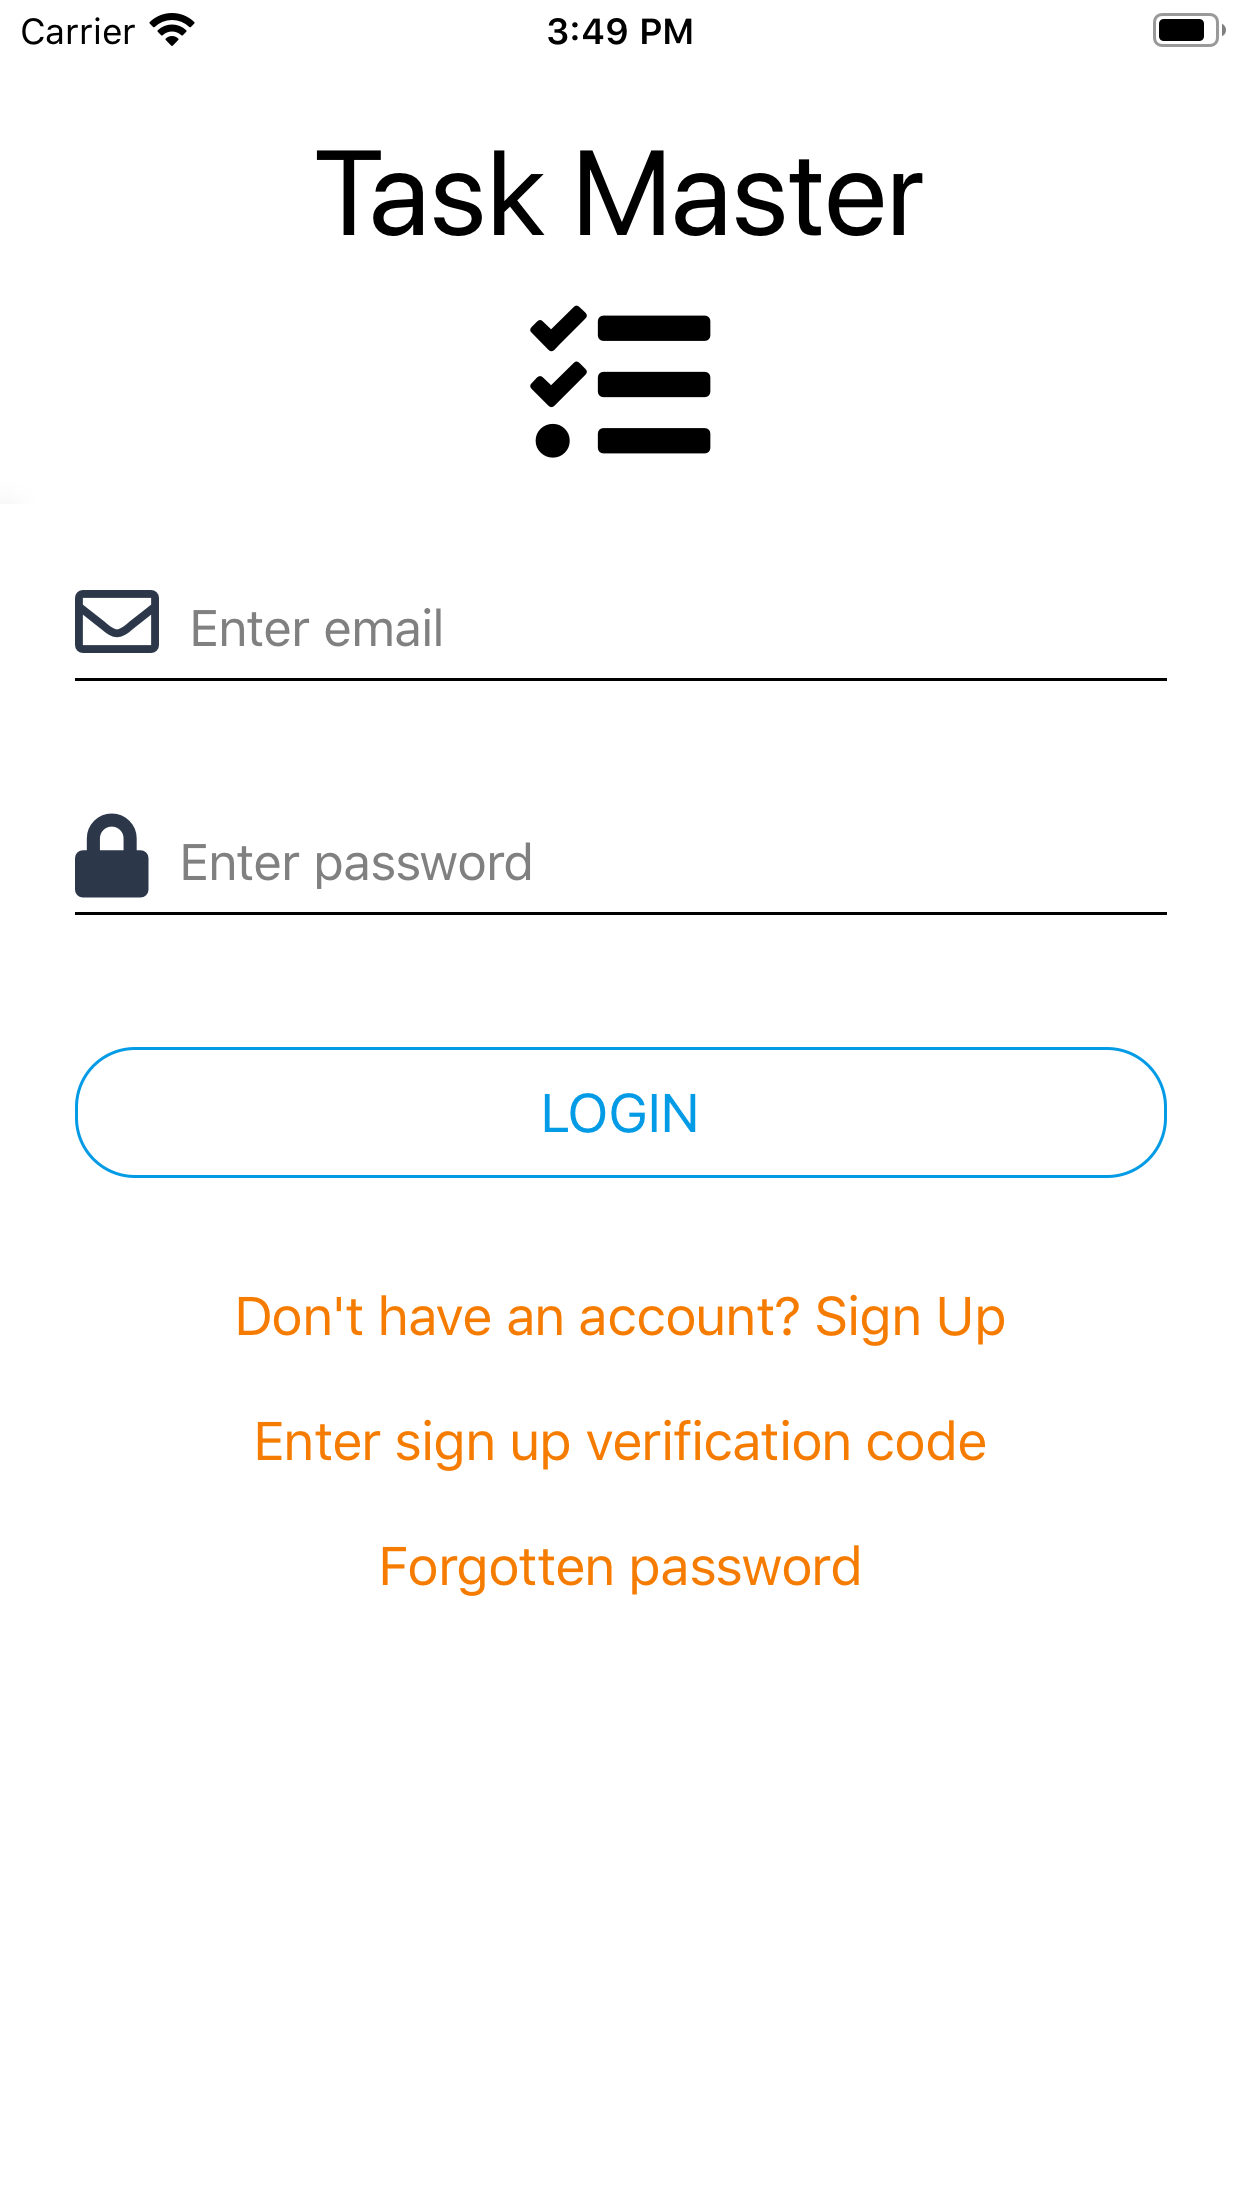 Carrier 3:49 PM
Task Master
Enter email
Enter password
LOGIN
Don't have an account? Sign Up
Enter sign up verification code
Forgotten password